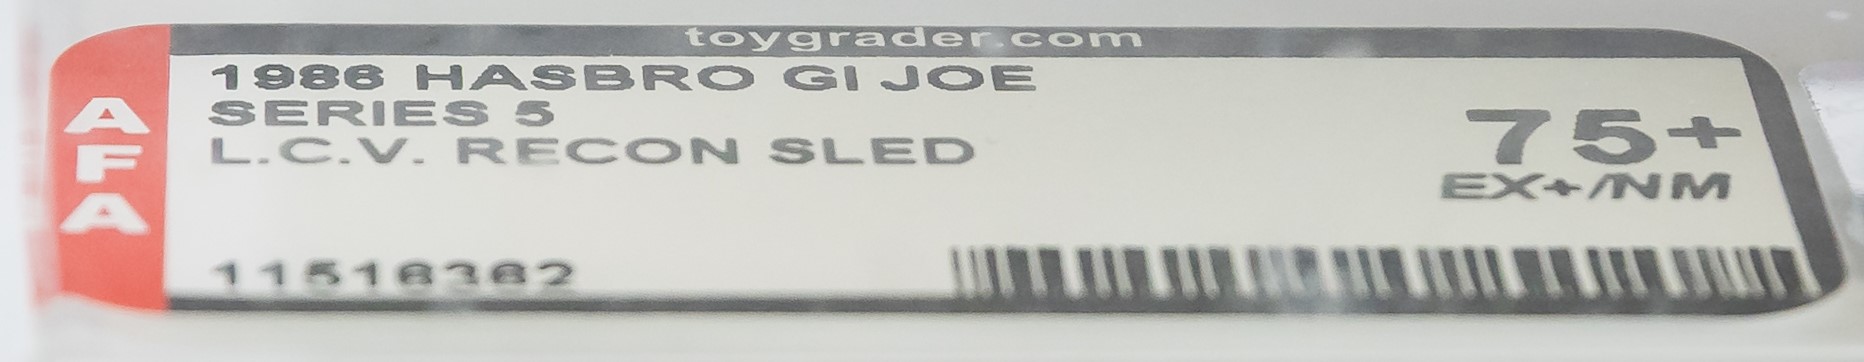 toygrader.com
AFA
1986 HASBRO GI JOE
SERIES 5
L.C.V. RECON SLED
75+
EX+/NM
11516362